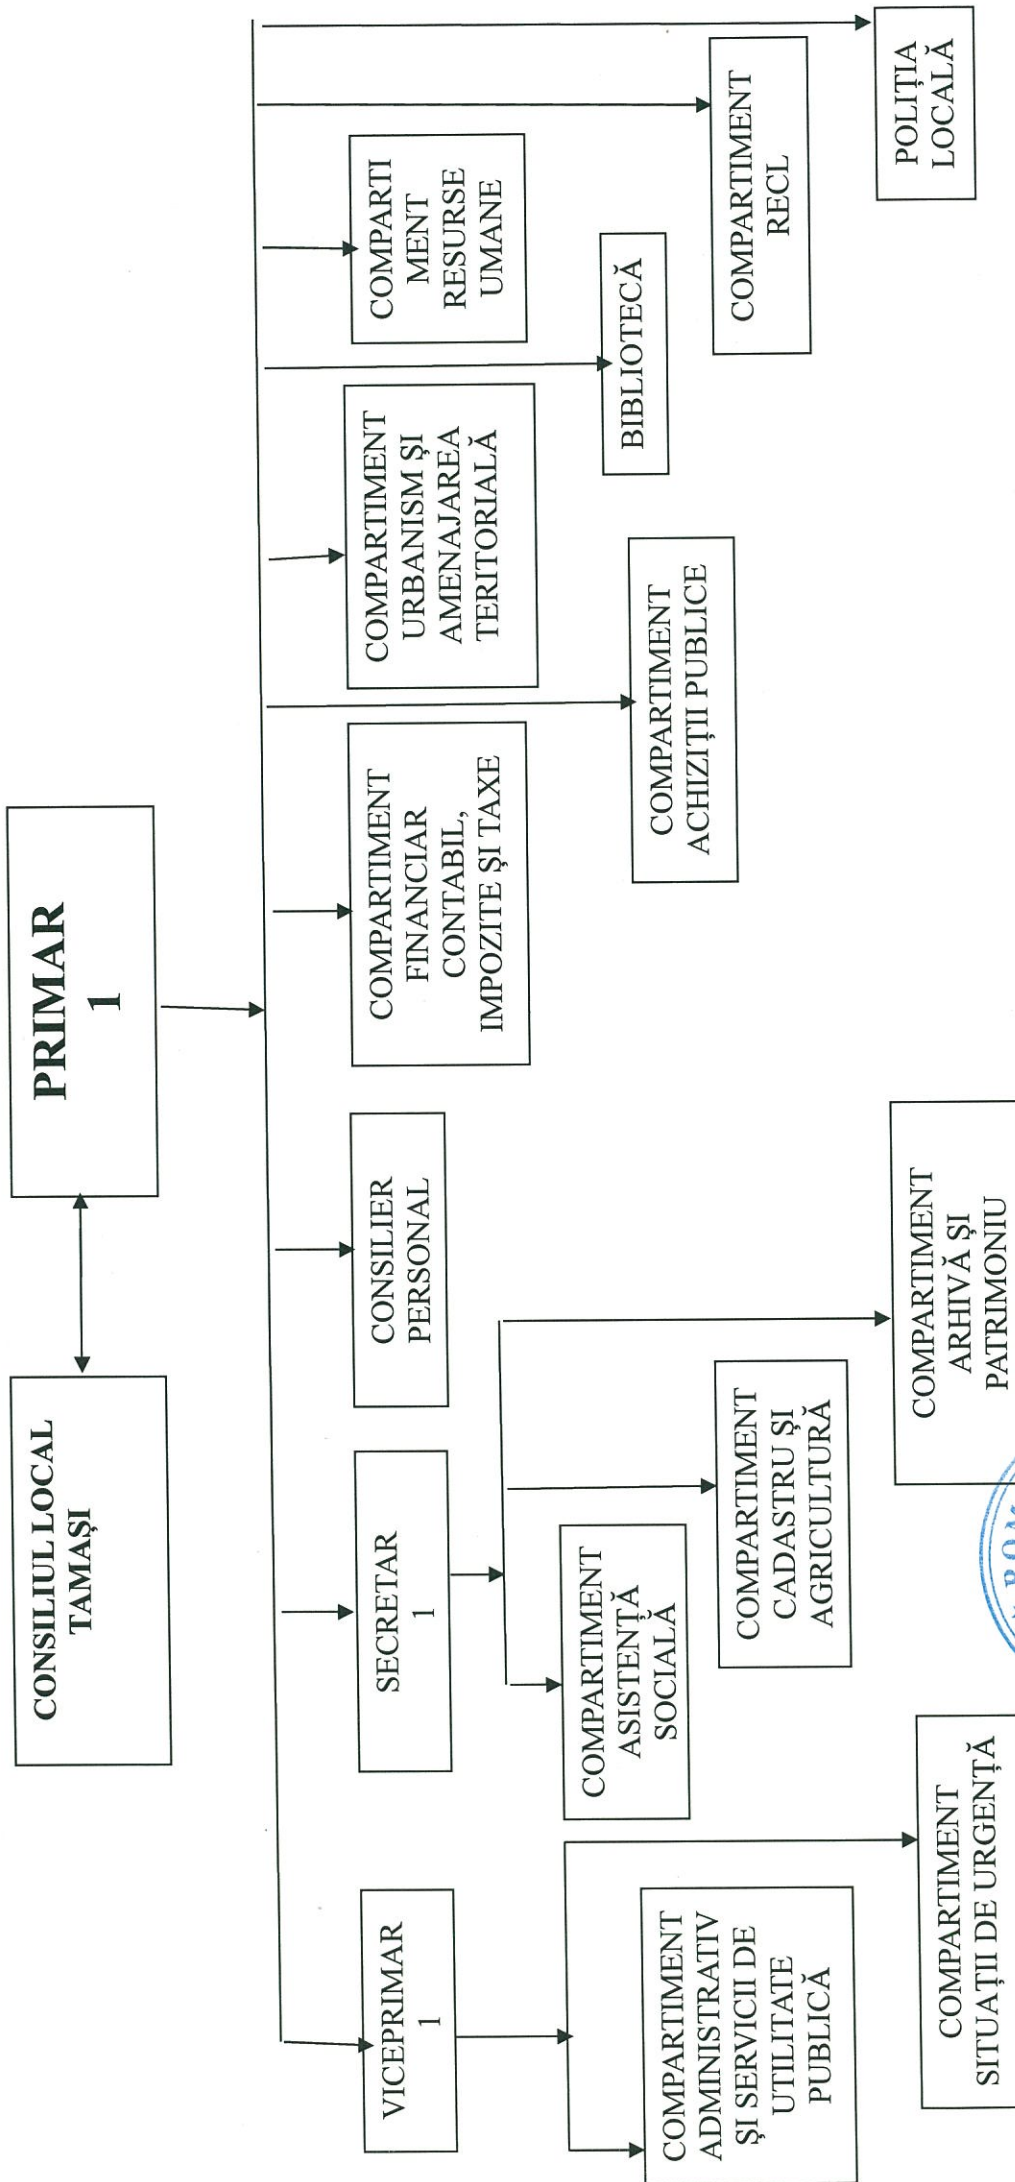 CONSILIUL LOCAL
TAMAȘI
PRIMAR
1
VICEPRIMAR
1
SECRETAR
1
CONSILIER
PERSONAL
COMPARTIMENT
FINANCIAR
CONTABIL,
IMPOZITE ȘI TAXE
COMPARTIMENT
URBANISM ȘI
AMENAJAREA
TERITORIALĂ
COMPARTI
MENT
RESURSE
UMANE
COMPARTIMENT
ADMINISTRATIV
ȘI SERVICII DE
UTILITATE
PUBLICĂ
COMPARTIMENT
ASISTENȚĂ
SOCIALĂ
COMPARTIMENT
CADASTRU ȘI
AGRICULTURĂ
COMPARTIMENT
ACHIZIȚII PUBLICE
BIBLIOTECĂ
COMPARTIMENT
RECL
COMPARTIMENT
SITUAȚII DE URGENȚĂ
COMPARTIMENT
ARHIVĂ ȘI
PATRIMONIU
POLIȚIA
LOCALĂ